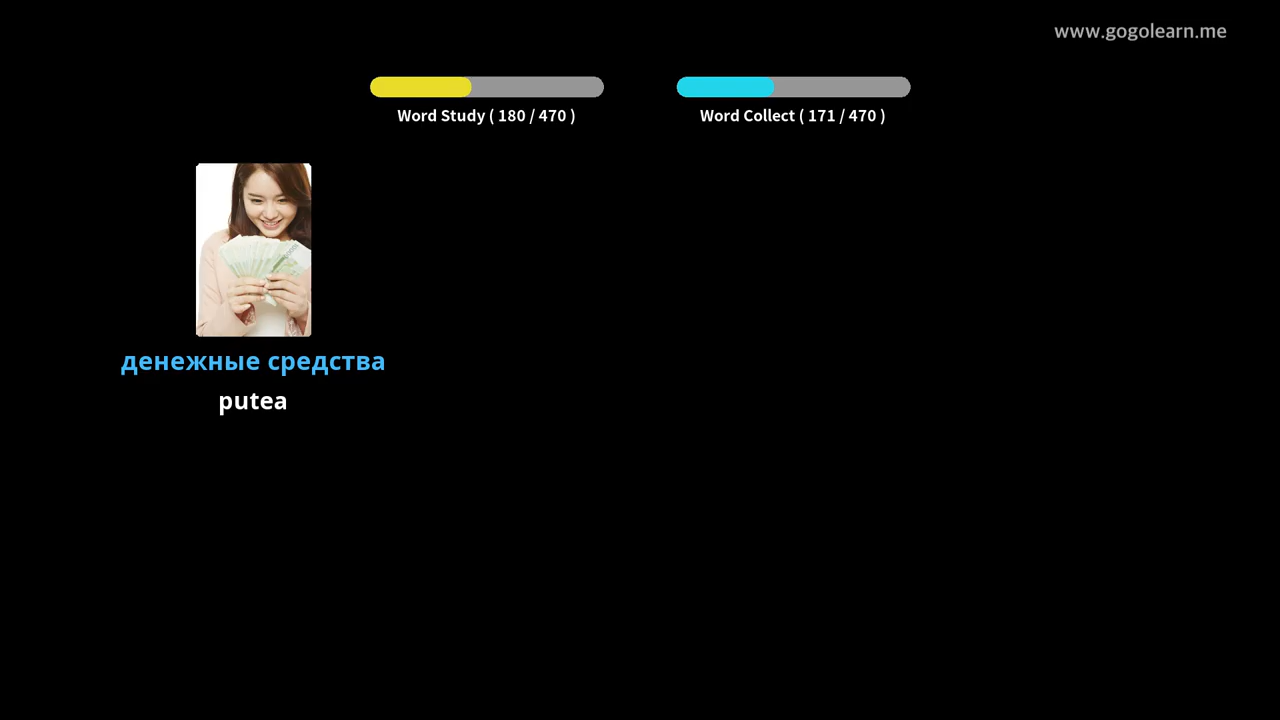 www.gogolearn.me
Word Study ( 180 / 470 )
Word Collect ( 171 / 470 )
денежные средства
putea